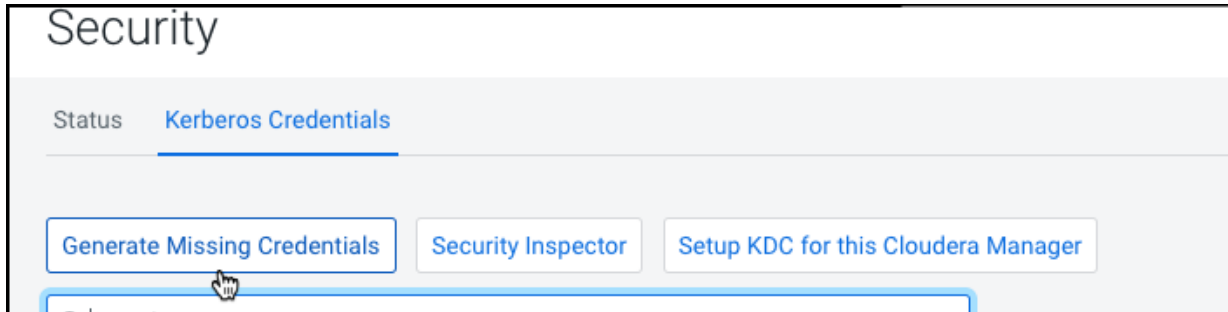 Security
Status Kerberos Credentials
Generate Missing Credentials Security Inspector Setup KDC for this Cloudera Manager